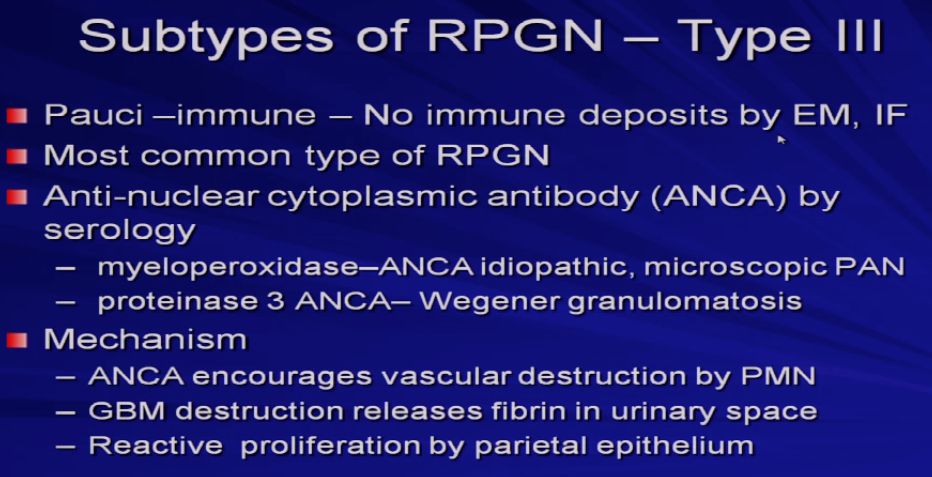 Subtypes of RPGN – Type III
Pauci –immune – No immune deposits by EM, IF
Most common type of RPGN
Anti-nuclear cytoplasmic antibody (ANCA) by
serology
– myeloperoxidase–ANCA idiopathic, microscopic PAN
– proteinase 3 ANCA– Wegener granulomatosis
Mechanism
– ANCA encourages vascular destruction by PMN
– GBM destruction releases fibrin in urinary space
– Reactive proliferation by parietal epithelium